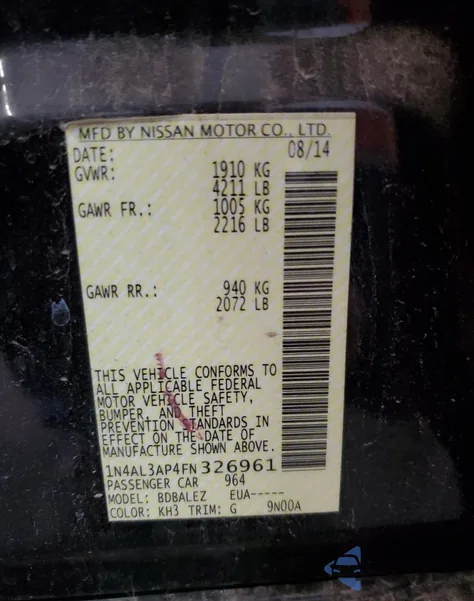 MFD BY NISSAN MOTOR CO., LTD.
DATE: 08/14
GVWR: 1910 KG
4211 LB
GAWR FR.: 1005 KG
2216 LB
GAWR RR.: 940 KG
2072 LB
THIS VEHICLE CONFORMS TO
ALL APPLICABLE FEDERAL
MOTOR VEHICLE SAFETY,
BUMPER, AND THEFT
PREVENTION STANDARDS IN
EFFECT ON THE DATE OF
MANUFACTURE SHOWN ABOVE.
1N4AL3AP4FN326961
PASSENGER CAR 964
MODEL: BDBALEZ EUA-----
COLOR: KH3 TRIM: G 9N00A